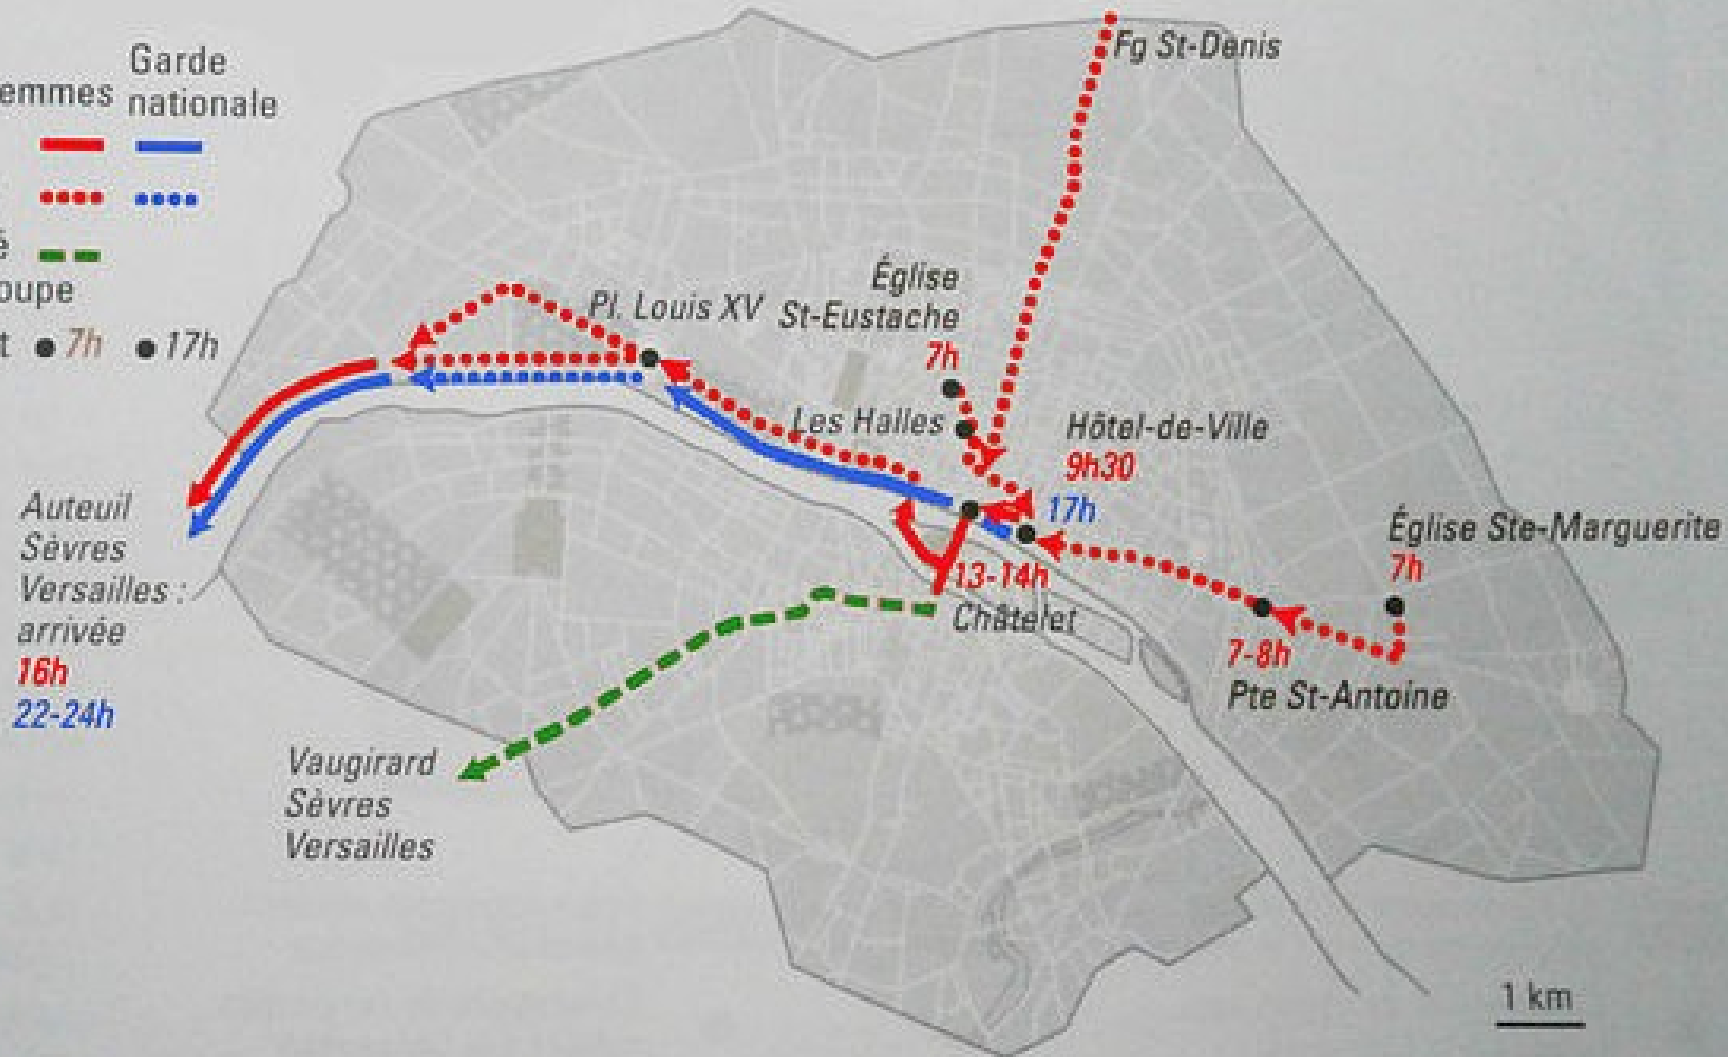 emmes
Garde
nationale
é
oupe
t 7h 17h
Fg St-Denis
Pl. Louis XV
Église
St-Eustache
7h
Les Halles
Hôtel-de-Ville
9h30
17h
Église Ste-Marguerite
7h
13-14h
Châtelet
7-8h
Pte St-Antoine
Auteuil
Sèvres
Versailles :
arrivée
16h
22-24h
Vaugirard
Sèvres
Versailles
1 km